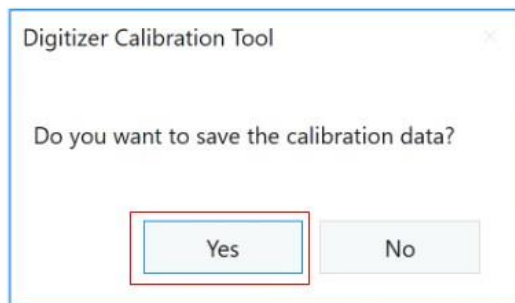 Digitizer Calibration Tool
Do you want to save the calibration data?
Yes
No